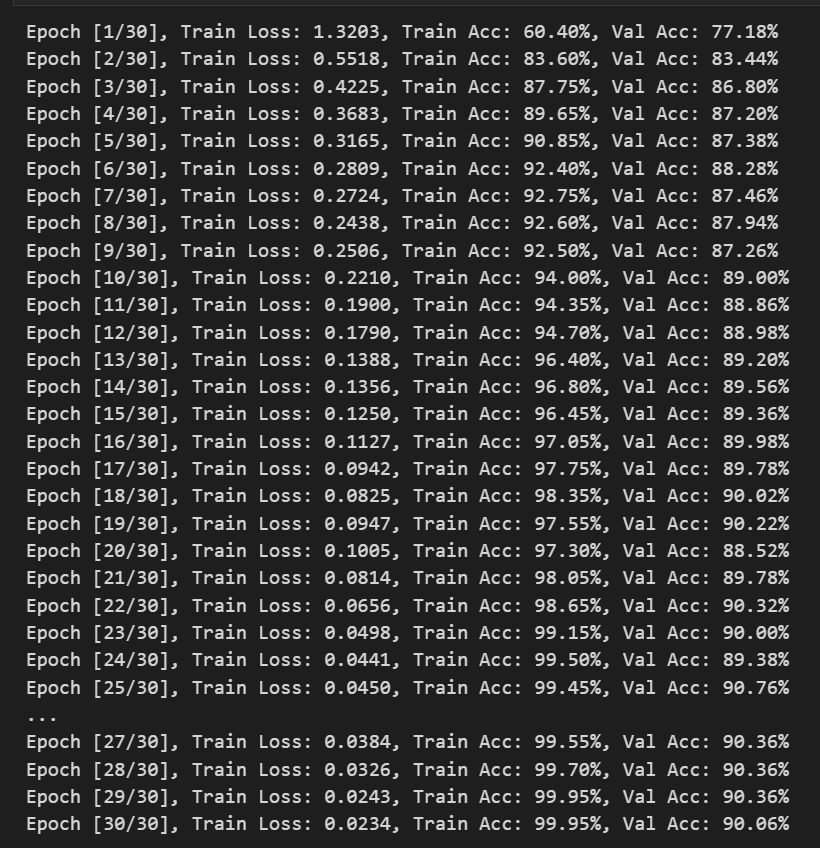 Epoch [1/30], Train Loss: 1.3203, Train Acc: 60.40%, Val Acc: 77.18%
Epoch [2/30], Train Loss: 0.5518, Train Acc: 83.60%, Val Acc: 83.44%
Epoch [3/30], Train Loss: 0.4225, Train Acc: 87.75%, Val Acc: 86.80%
Epoch [4/30], Train Loss: 0.3683, Train Acc: 89.65%, Val Acc: 87.20%
Epoch [5/30], Train Loss: 0.3165, Train Acc: 90.85%, Val Acc: 87.38%
Epoch [6/30], Train Loss: 0.2809, Train Acc: 92.40%, Val Acc: 88.28%
Epoch [7/30], Train Loss: 0.2724, Train Acc: 92.75%, Val Acc: 87.46%
Epoch [8/30], Train Loss: 0.2438, Train Acc: 92.60%, Val Acc: 87.94%
Epoch [9/30], Train Loss: 0.2506, Train Acc: 92.50%, Val Acc: 87.26%
Epoch [10/30], Train Loss: 0.2210, Train Acc: 94.00%, Val Acc: 89.00%
Epoch [11/30], Train Loss: 0.1900, Train Acc: 94.35%, Val Acc: 88.86%
Epoch [12/30], Train Loss: 0.1790, Train Acc: 94.70%, Val Acc: 88.98%
Epoch [13/30], Train Loss: 0.1388, Train Acc: 96.40%, Val Acc: 89.20%
Epoch [14/30], Train Loss: 0.1356, Train Acc: 96.80%, Val Acc: 89.56%
Epoch [15/30], Train Loss: 0.1250, Train Acc: 96.45%, Val Acc: 89.36%
Epoch [16/30], Train Loss: 0.1127, Train Acc: 97.05%, Val Acc: 89.98%
Epoch [17/30], Train Loss: 0.0942, Train Acc: 97.75%, Val Acc: 89.78%
Epoch [18/30], Train Loss: 0.0825, Train Acc: 98.35%, Val Acc: 90.02%
Epoch [19/30], Train Loss: 0.0947, Train Acc: 97.55%, Val Acc: 90.22%
Epoch [20/30], Train Loss: 0.1005, Train Acc: 97.30%, Val Acc: 88.52%
Epoch [21/30], Train Loss: 0.0814, Train Acc: 98.05%, Val Acc: 89.78%
Epoch [22/30], Train Loss: 0.0656, Train Acc: 98.65%, Val Acc: 90.32%
Epoch [23/30], Train Loss: 0.0498, Train Acc: 99.15%, Val Acc: 90.00%
Epoch [24/30], Train Loss: 0.0441, Train Acc: 99.50%, Val Acc: 89.38%
Epoch [25/30], Train Loss: 0.0450, Train Acc: 99.45%, Val Acc: 90.76%
...
Epoch [27/30], Train Loss: 0.0384, Train Acc: 99.55%, Val Acc: 90.36%
Epoch [28/30], Train Loss: 0.0326, Train Acc: 99.70%, Val Acc: 90.36%
Epoch [29/30], Train Loss: 0.0243, Train Acc: 99.95%, Val Acc: 90.36%
Epoch [30/30], Train Loss: 0.0234, Train Acc: 99.95%, Val Acc: 90.06%